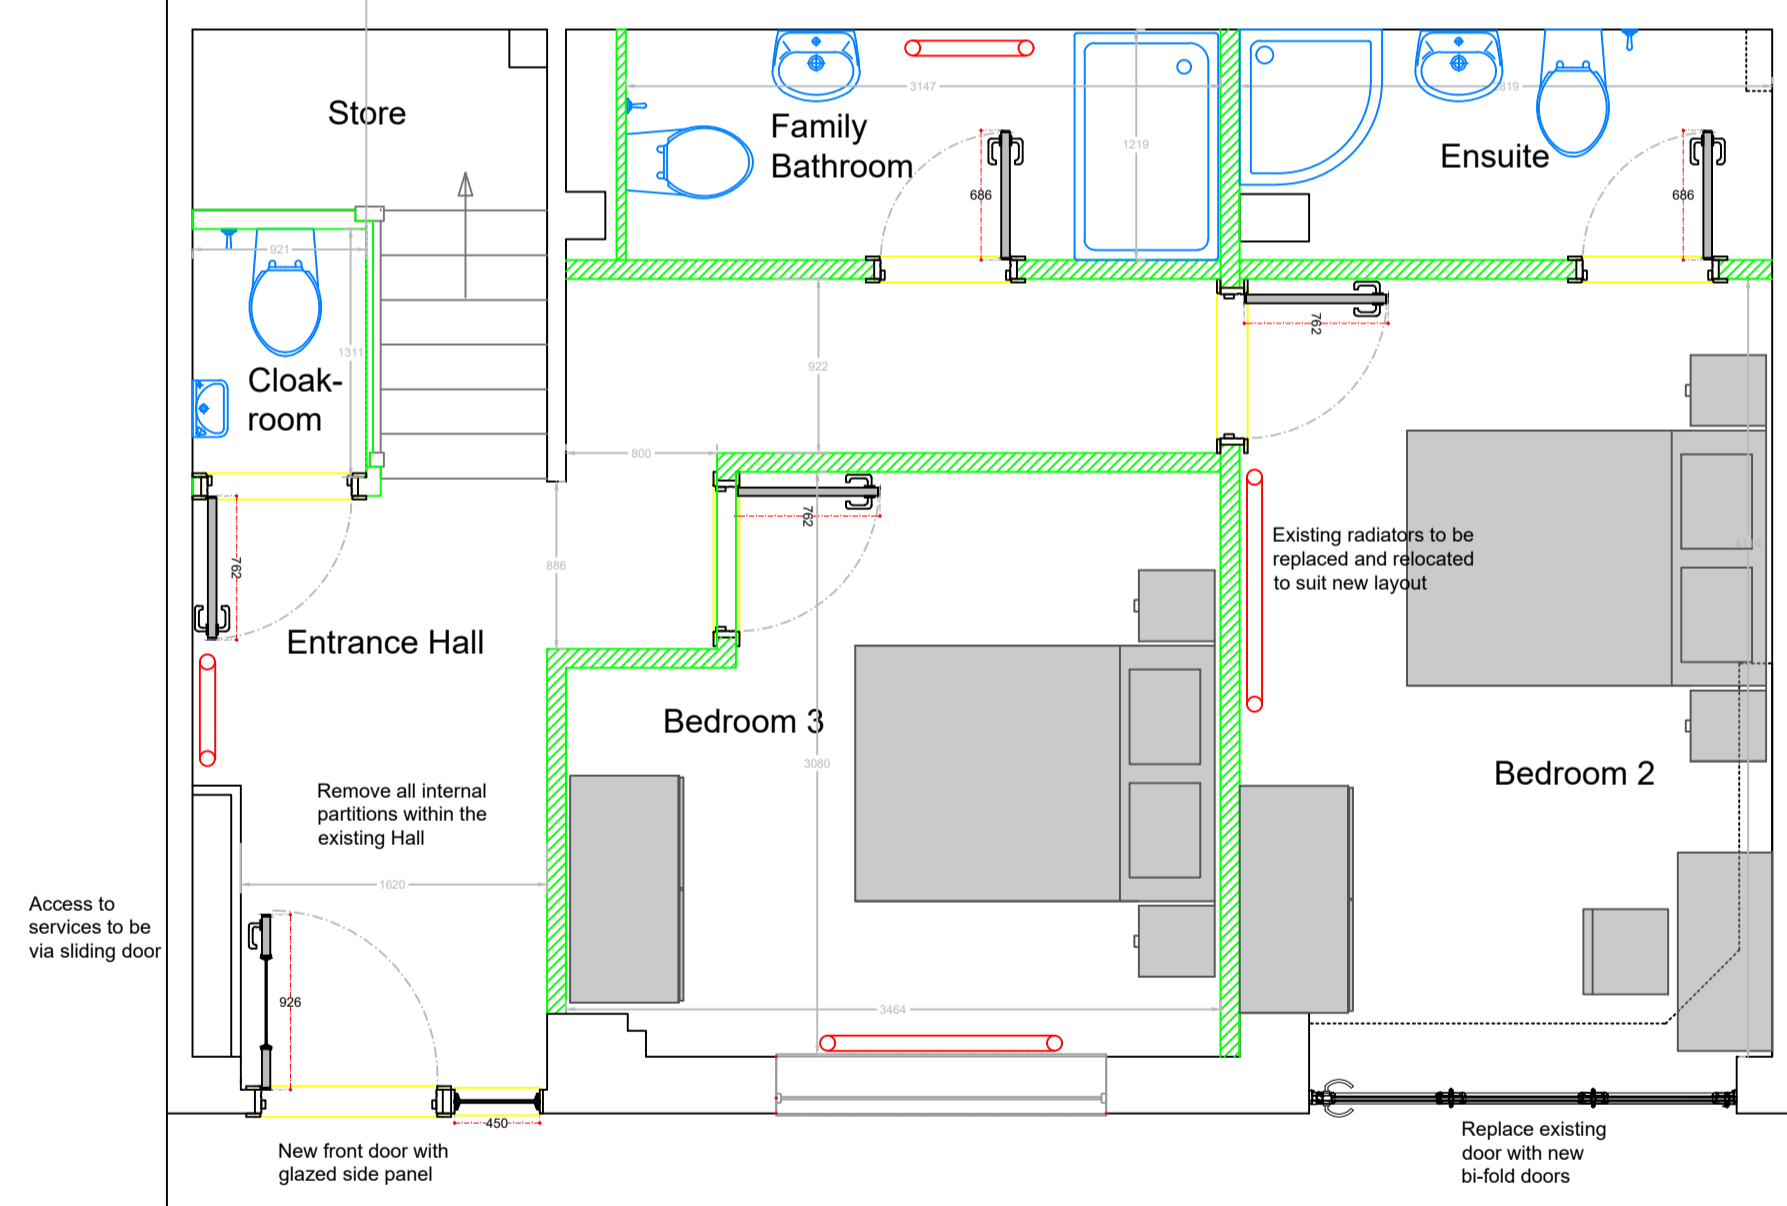 Store
Family
Bathroom
Ensuite
3147
1219
686
686
921
1311
Cloak-
room
922
762
800
762
762
886
Existing radiators to be
replaced and relocated
to suit new layout
Entrance Hall
Bedroom 3
3080
Bedroom 2
Remove all internal
partitions within the
existing Hall
1620
Access to
services to be
via sliding door
926
3464
450
New front door with
glazed side panel
Replace existing
door with new
bi-fold doors